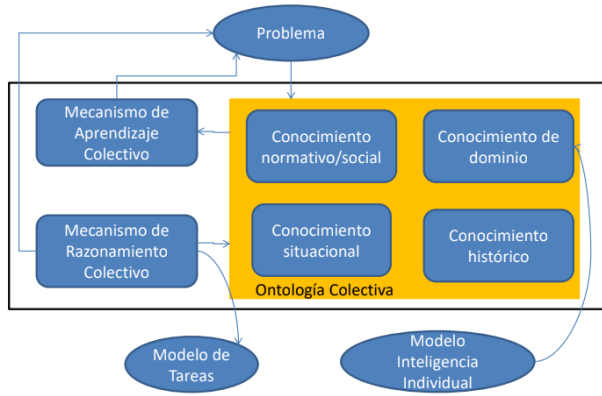 Problema
Mecanismo de
Aprendizaje
Colectivo
Conocimiento
normativo/social
Conocimiento de
dominio
Mecanismo de
Razonamiento
Colectivo
Conocimiento
situacional
Conocimiento
histórico
Ontología Colectiva
Modelo de
Tareas
Modelo
Inteligencia
Individual